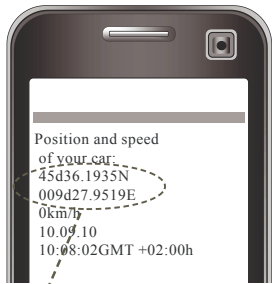 Position and speed
of your car:
45d36.1935N
009d27.9519E
0km/h
10.09.10
10:08:02GMT +02:00h